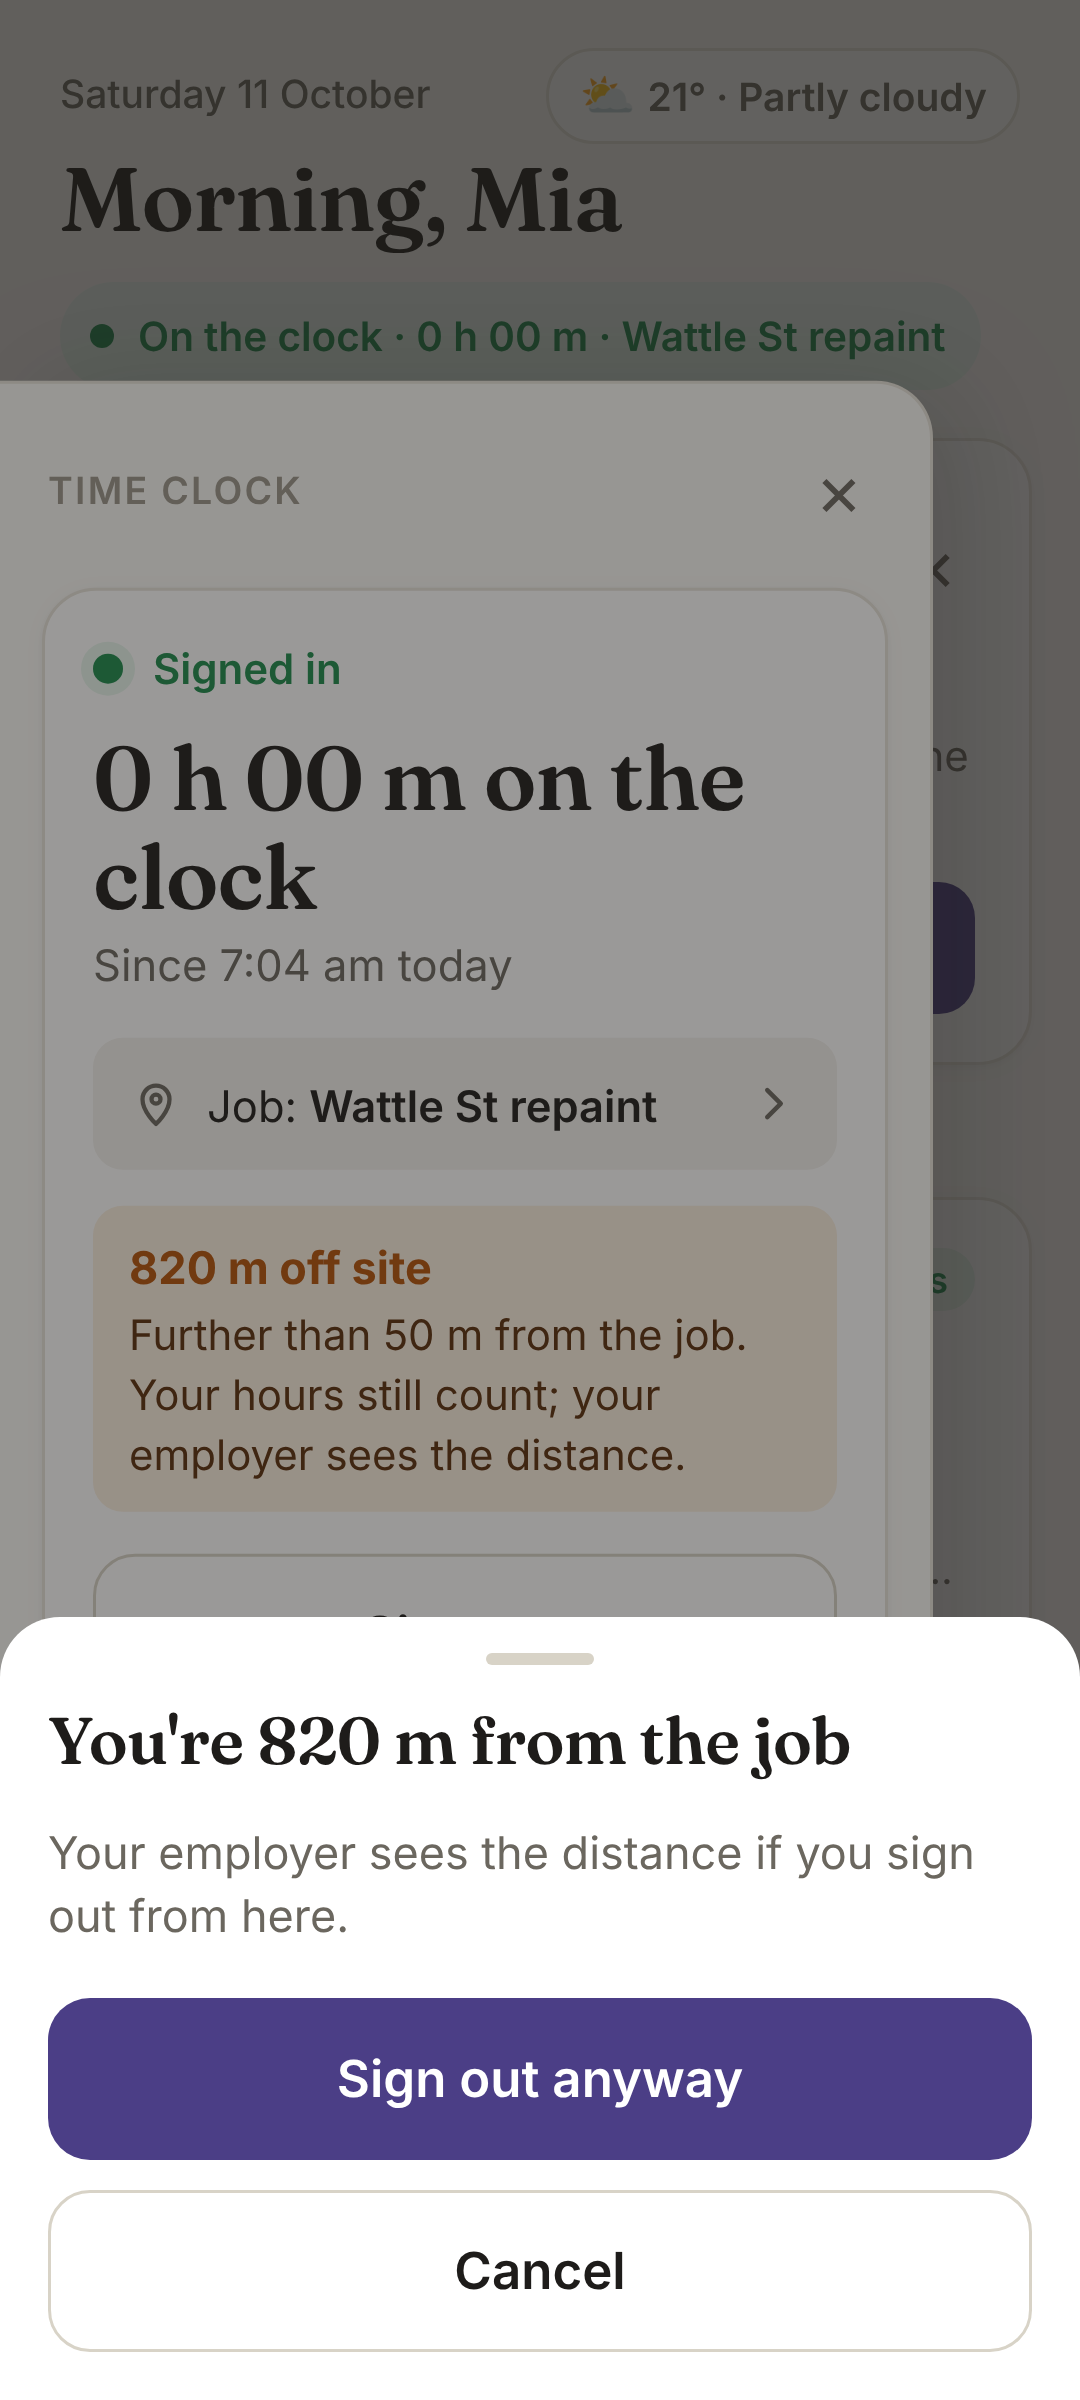 Saturday 11 October
⛅ 21° · Partly cloudy
Morning, Mia
On the clock · 0 h 00 m · Wattle St repaint
TIME CLOCK
Signed in
0 h 00 m on the
clock
Since 7:04 am today
Job: Wattle St repaint
820 m off site
Further than 50 m from the job.
Your hours still count; your
employer sees the distance.
You're 820 m from the job
Your employer sees the distance if you sign
out from here.
Sign out anyway
Cancel